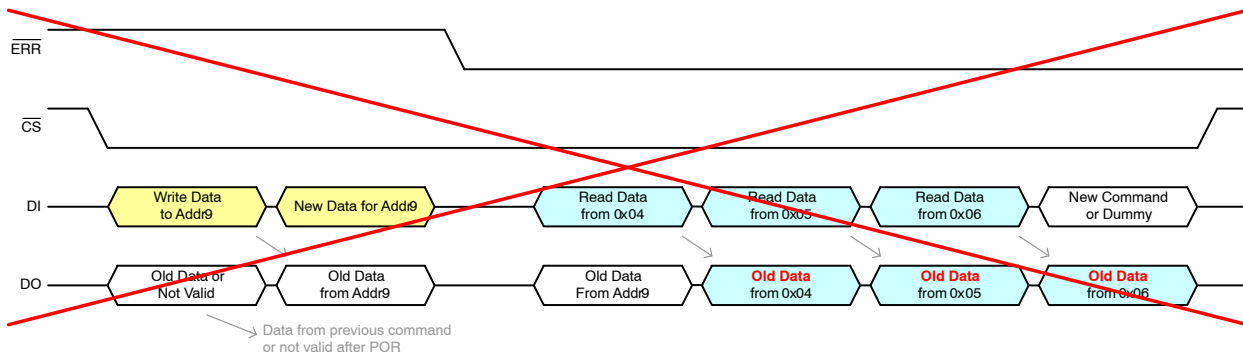 ERR
CS
DI
Write Data
to Addr9
New Data for Addr9
Read Data
from 0x04
Read Data
from 0x05
Read Data
from 0x06
New Command
or Dummy
DO
Old Data or
Not Valid
Old Data
from Addr9
Old Data
From Addr9
Old Data
from 0x04
Old Data
from 0x05
Old Data
from 0x06
Data from previous command
or not valid after POR